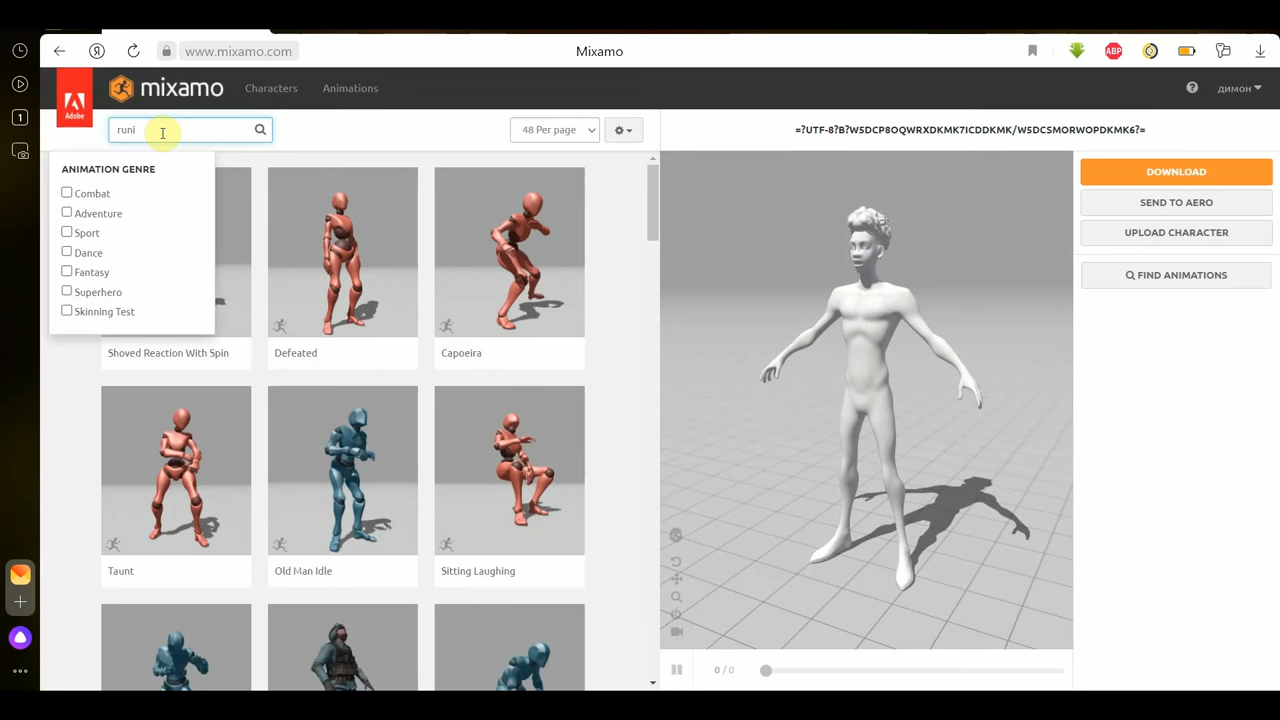 www.mixamo.com
Mixamo
ABP
Adobe
mixamo
Characters
Animations
димон
runi
48 Per page
=?UTF-8?B?W5DCP8OQWRXDKMK7ICDDKMK/W5DCSMORWOPDKMK6?=
ANIMATION GENRE
Combat
Adventure
Sport
Dance
Fantasy
Superhero
Skinning Test
DOWNLOAD
SEND TO AERO
UPLOAD CHARACTER
FIND ANIMATIONS
Shoved Reaction With Spin
Defeated
Capoeira
Taunt
Old Man Idle
Sitting Laughing
0 / 0
1